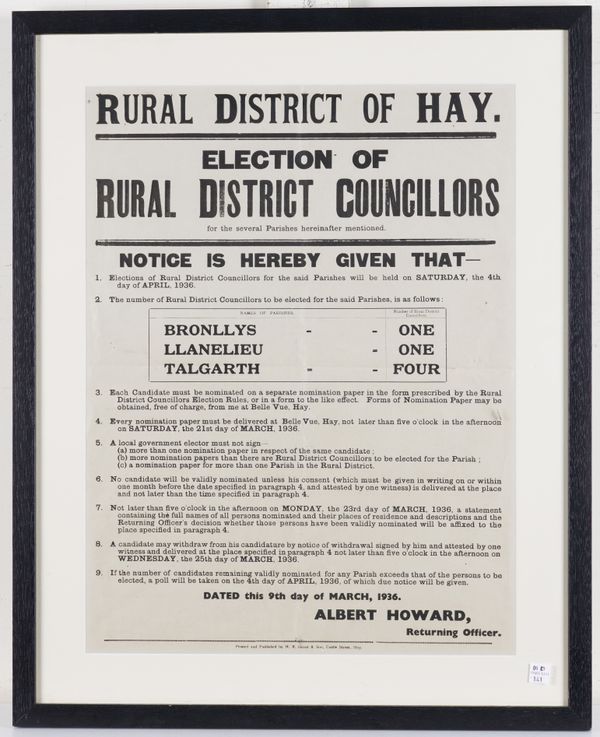 RURAL DISTRICT OF HAY.
ELECTION OF
RURAL DISTRICT COUNCILLORS
for the several Parishes hereinafter mentioned.
NOTICE IS HEREBY GIVEN THAT—
1. Elections of Rural District Councillors for the said Parishes will be held on SATURDAY, the 4th
day of APRIL, 1936.
2. The number of Rural District Councillors to be elected for the said Parishes, is as follows:
NAMES OF PARISHES. Number of Rural District
Councillors.
BRONLLYS - - ONE
LLANELIEU - ONE
TALGARTH - - FOUR
3. Each Candidate must be nominated on a separate nomination paper in the form prescribed by the Rural
District Councillors Election Rules, or in a form to the like effect. Forms of Nomination Paper may be
obtained, free of charge, from me at Belle Vue, Hay.
4. Every nomination paper must be delivered at Belle Vue, Hay, not later than five o'clock in the afternoon
on SATURDAY, the 21st day of MARCH, 1936.
5. A local government elector must not sign—
(a) more than one nomination paper in respect of the same candidate;
(b) more nomination papers than there are Rural District Councillors to be elected for the Parish;
(c) a nomination paper for more than one Parish in the Rural District.
6. No candidate will be validly nominated unless his consent (which must be given in writing on or within
one month before the date specified in paragraph 4, and attested by one witness) is delivered at the place
and not later than the time specified in paragraph 4.
7. Not later than five o'clock in the afternoon on MONDAY, the 23rd day of MARCH, 1936, a statement
containing the full names of all persons nominated and their places of residence and descriptions and the
Returning Officer's decision whether those persons have been validly nominated will be affixed to the
place specified in paragraph 4.
8. A candidate may withdraw from his candidature by notice of withdrawal signed by him and attested by one
witness and delivered at the place specified in paragraph 4 not later than five o'clock in the afternoon on
WEDNESDAY, the 25th day of MARCH, 1936.
9. If the number of candidates remaining validly nominated for any Parish exceeds that of the persons to be
elected, a poll will be taken on the 4th day of APRIL, 1936, of which due notice will be given.
DATED this 9th day of MARCH, 1936.
ALBERT HOWARD,
Returning Officer.
Printed and Published by & Son, Castle Street, Hay.